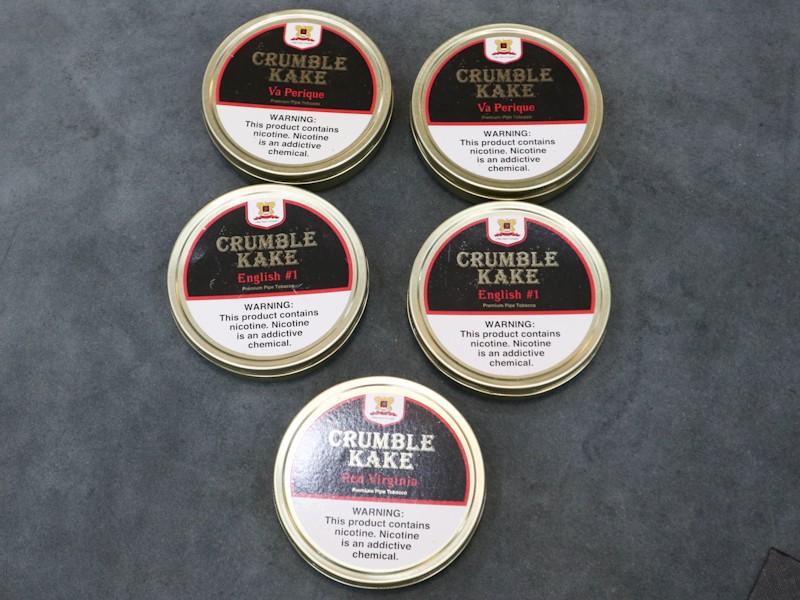 CRUMBLE
KAKE
Va Perique
Premium Pipe Tobacco
WARNING:
This product contains
nicotine. Nicotine
is an addictive
chemical.
CRUMBLE
KAKE
Va Perique
Premium Pipe Tobacco
WARNING:
This product contains
nicotine. Nicotine
is an addictive
chemical.
CRUMBLE
KAKE
English #1
Premium Pipe Tobacco
WARNING:
This product contains
nicotine. Nicotine
is an addictive
chemical.
CRUMBLE
KAKE
English #1
Premium Pipe Tobacco
WARNING:
This product contains
nicotine. Nicotine
is an addictive
chemical.
CRUMBLE
KAKE
Red Virginia
Premium Pipe Tobacco
WARNING:
This product contains
nicotine. Nicotine
is an addictive
chemical.